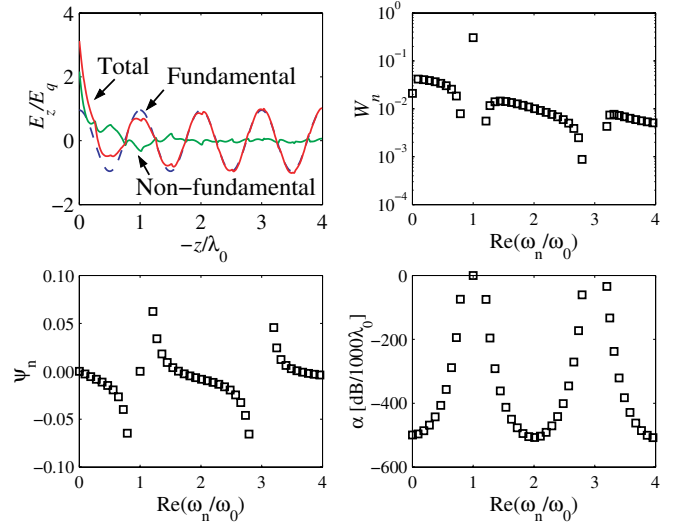 E_z/E_q
4
2
0
−2
Total
Fundamental
Non−fundamental
0 1 2 3 4
−z/λ_0
W_n
10^0
10^−1
10^−2
10^−3
10^−4
0 1 2 3 4
Re(ω_n/ω_0)
ψ_n
0.10
0.05
0.00
−0.05
−0.10
0 1 2 3 4
Re(ω_n/ω_0)
α [dB/1000λ_0]
0
−200
−400
−600
0 1 2 3 4
Re(ω_n/ω_0)